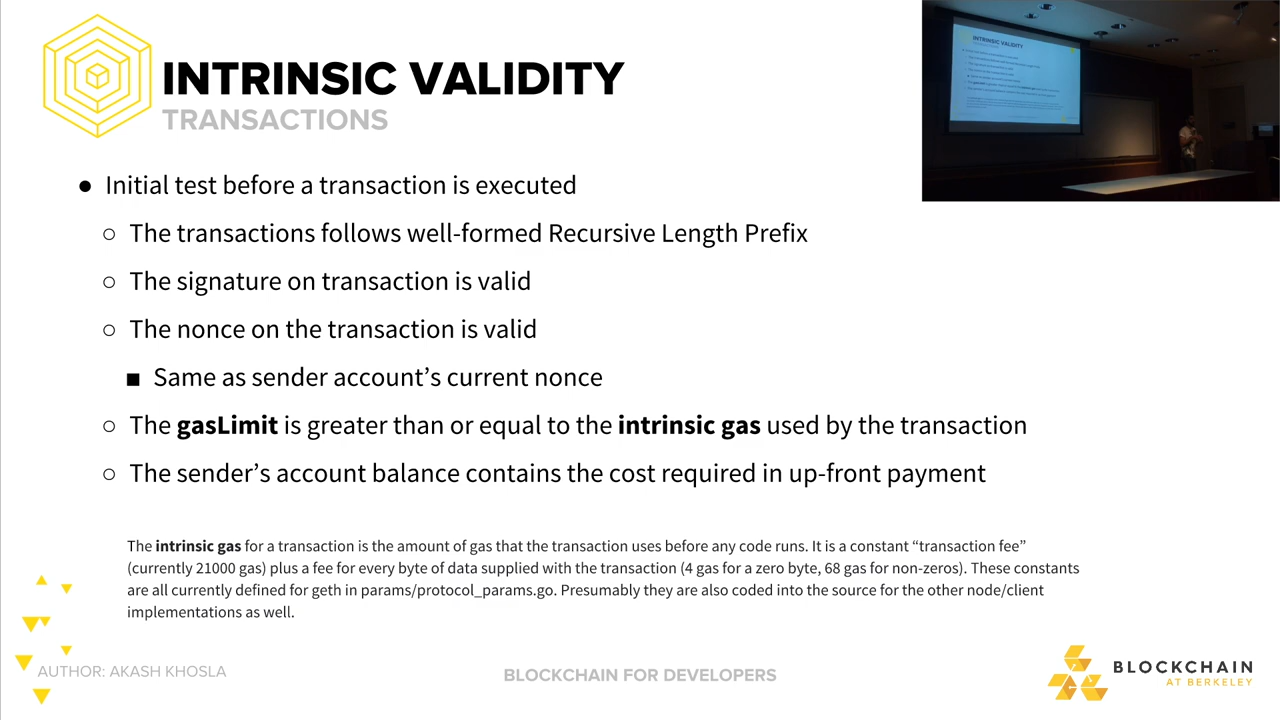 INTRINSIC VALIDITY
TRANSACTIONS
● Initial test before a transaction is executed
○ The transactions follows well-formed Recursive Length Prefix
○ The signature on transaction is valid
○ The nonce on the transaction is valid
■ Same as sender account’s current nonce
○ The gasLimit is greater than or equal to the intrinsic gas used by the transaction
○ The sender’s account balance contains the cost required in up-front payment
The intrinsic gas for a transaction is the amount of gas that the transaction uses before any code runs. It is a constant “transaction fee”
(currently 21000 gas) plus a fee for every byte of data supplied with the transaction (4 gas for a zero byte, 68 gas for non-zeros). These constants
are all currently defined for geth in params/protocol_params.go. Presumably they are also coded into the source for the other node/client
implementations as well.
AUTHOR: AKASH KHOSLA
BLOCKCHAIN FOR DEVELOPERS
BLOCKCHAIN
AT BERKELEY
INTRINSIC VALIDITY